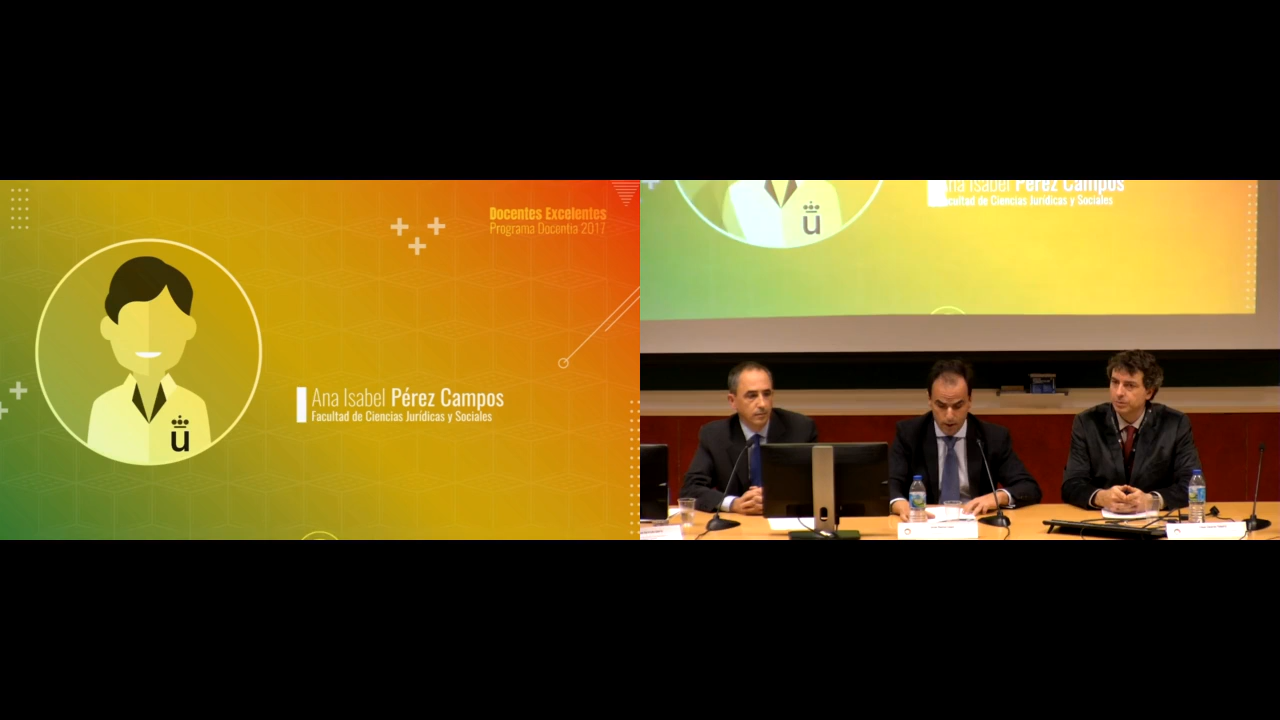 Docentes Excelentes
Programa Docentia 2017
Ana Isabel Pérez Campos
Facultad de Ciencias Jurídicas y Sociales
u
Ana Isabel Pérez Campos
Facultad de Ciencias Jurídicas y Sociales
u